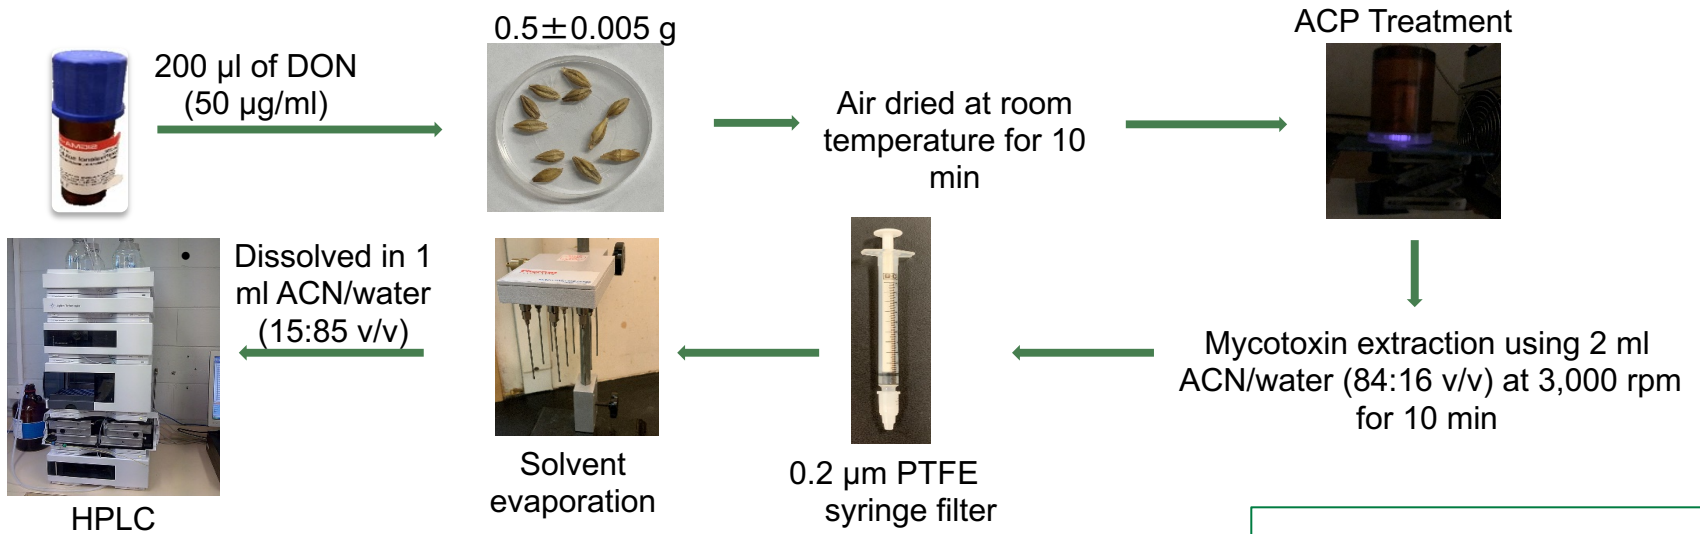 200 µl of DON
(50 µg/ml)
0.5±0.005 g
Air dried at room
temperature for 10
min
ACP Treatment
Mycotoxin extraction using 2 ml
ACN/water (84:16 v/v) at 3,000 rpm
for 10 min
0.2 µm PTFE
syringe filter
Solvent
evaporation
Dissolved in 1
ml ACN/water
(15:85 v/v)
HPLC